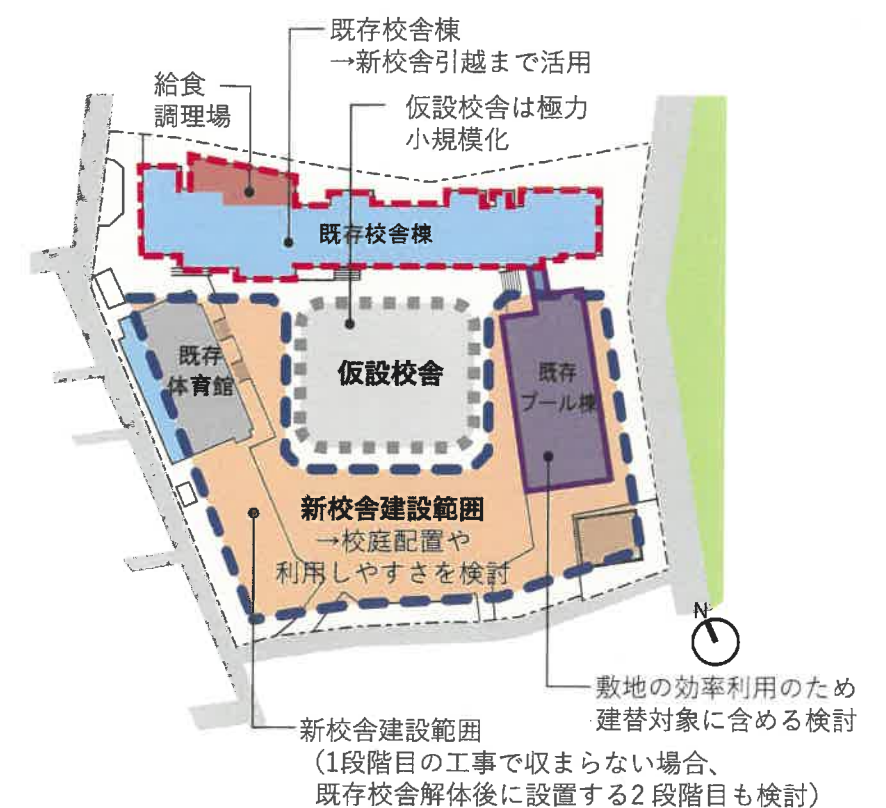 既存校舎棟
→新校舎引越まで活用
給食
調理場
仮設校舎は極力
小規模化
既存校舎棟
既存
体育館
仮設校舎
既存
プール棟
新校舎建設範囲
→校庭配置や
利用しやすさを検討
N
敷地の効率利用のため
建替対象に含める検討
新校舎建設範囲
（1段階目の工事で収まらない場合、
既存校舎解体後に設置する2段階目も検討）